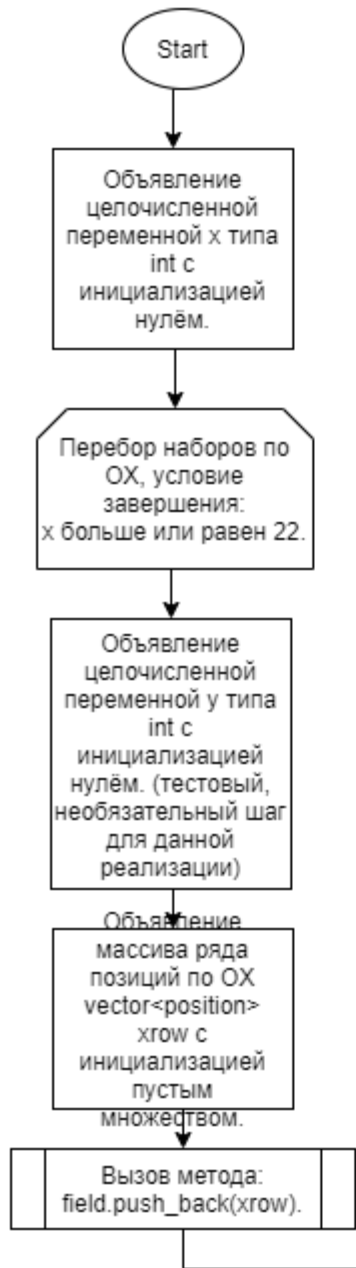 Start
Объявление
целочисленной
переменной x типа
int с
инициализацией
нулём.
Перебор наборов по
OX, условие
завершения:
x больше или равен 22.
Объявление
целочисленной
переменной y типа
int с
инициализацией
нулём. (тестовый,
необязательный шаг
для данной
реализации)
Объявление
массива ряда
позиций по OX
vector<position>
xrow с
инициализацией
пустым
множеством.
Вызов метода:
field.push_back(xrow).